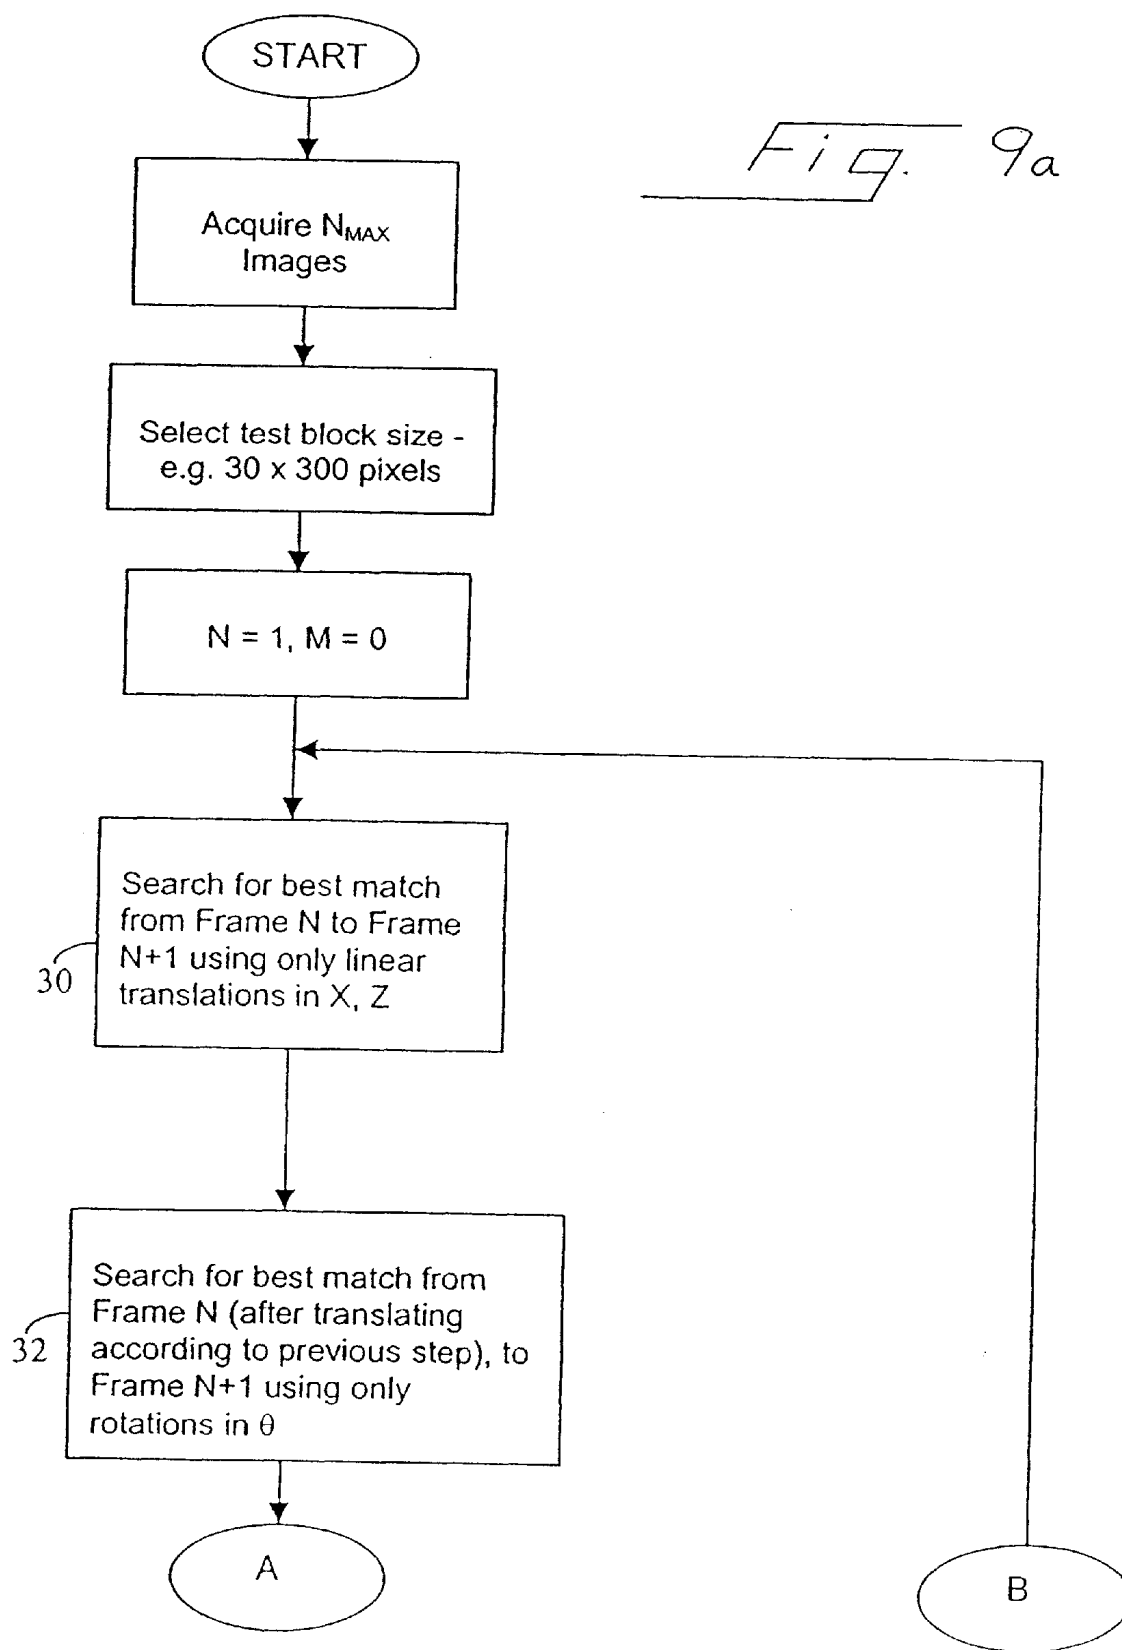 START
Fig. 9a
Acquire NMAX
Images
Select test block size -
e.g. 30 x 300 pixels
N = 1, M = 0
Search for best match
from Frame N to Frame
N+1 using only linear
translations in X, Z
30
Search for best match from
Frame N (after translating
according to previous step), to
Frame N+1 using only
rotations in θ
32
A
B